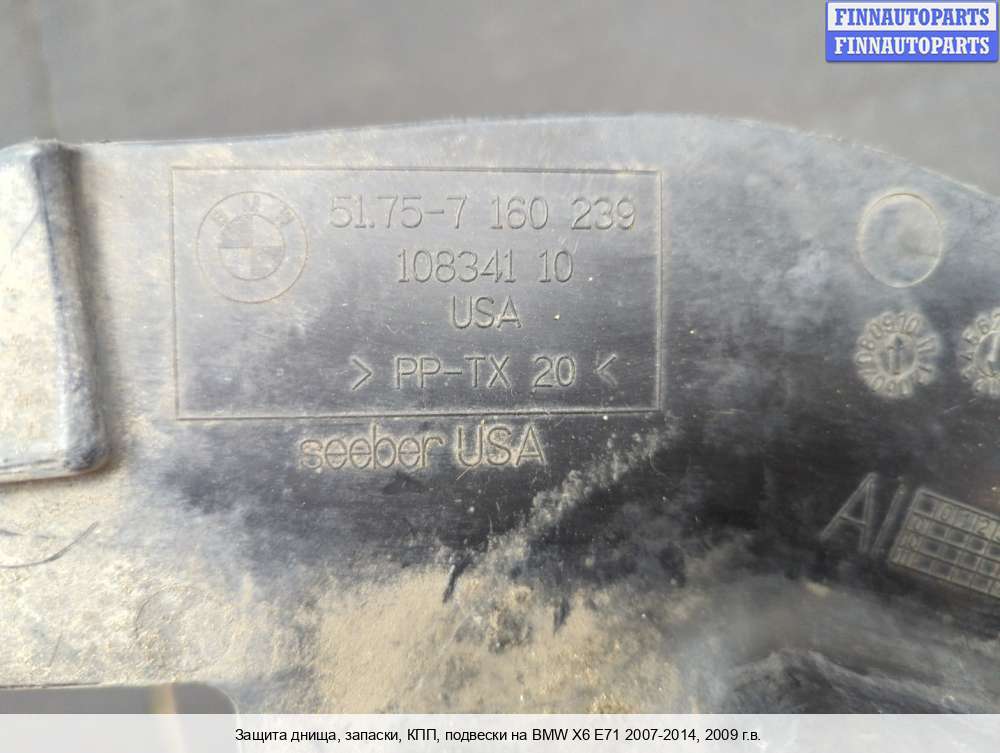 FINNAUTOPARTS
FINNAUTOPARTS
BMW
51.75-7 160 239
108341 10
USA
> PP-TX 20 <
seeber USA
Защита днища, запаски, КПП, подвески на BMW X6 E71 2007-2014, 2009 г.в.